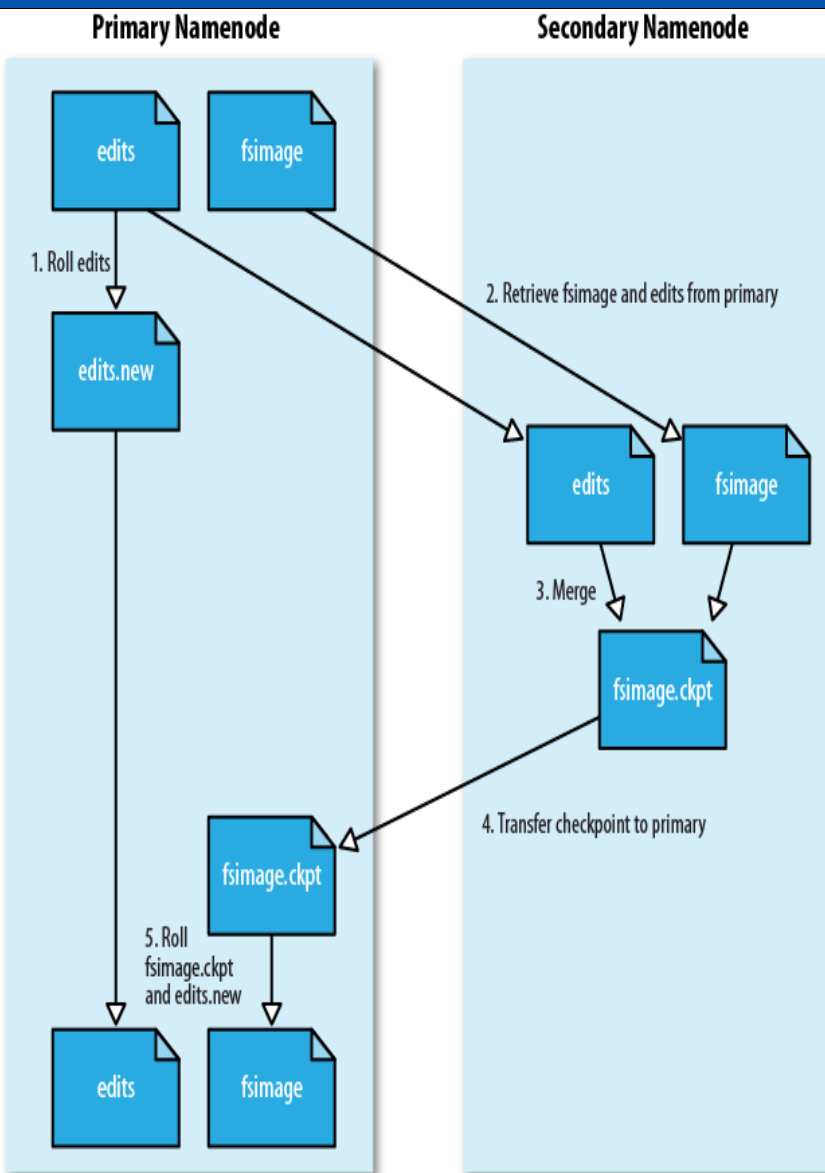 Primary Namenode
Secondary Namenode
edits
fsimage
1. Roll edits
2. Retrieve fsimage and edits from primary
edits.new
edits
fsimage
3. Merge
fsimage.ckpt
4. Transfer checkpoint to primary
fsimage.ckpt
5. Roll
fsimage.ckpt
and edits.new
edits
fsimage